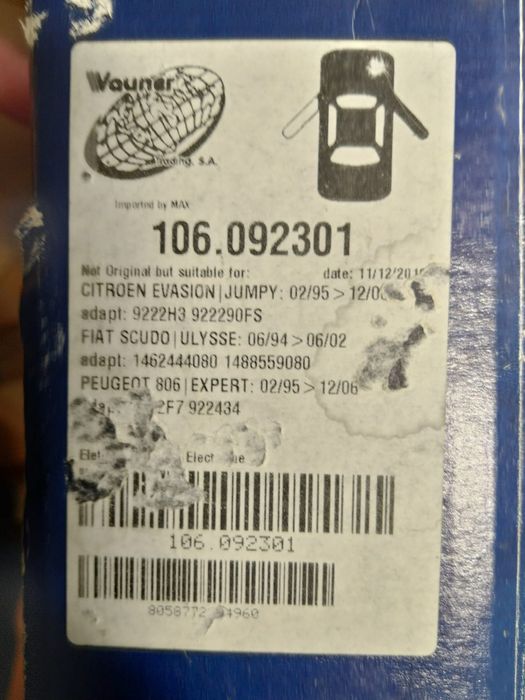 Wauner
Trading, S.A.
Imported by MAX
106.092301
Not Original but suitable for:
date: 11/12/201
CITROEN EVASION|JUMPY: 02/95 > 12/0
adapt: 9222H3 922290FS
FIAT SCUDO|ULYSSE: 06/94 > 06/02
adapt: 1462444080 1488559080
PEUGEOT 806|EXPERT: 02/95 > 12/06
2F7 922434
106.092301